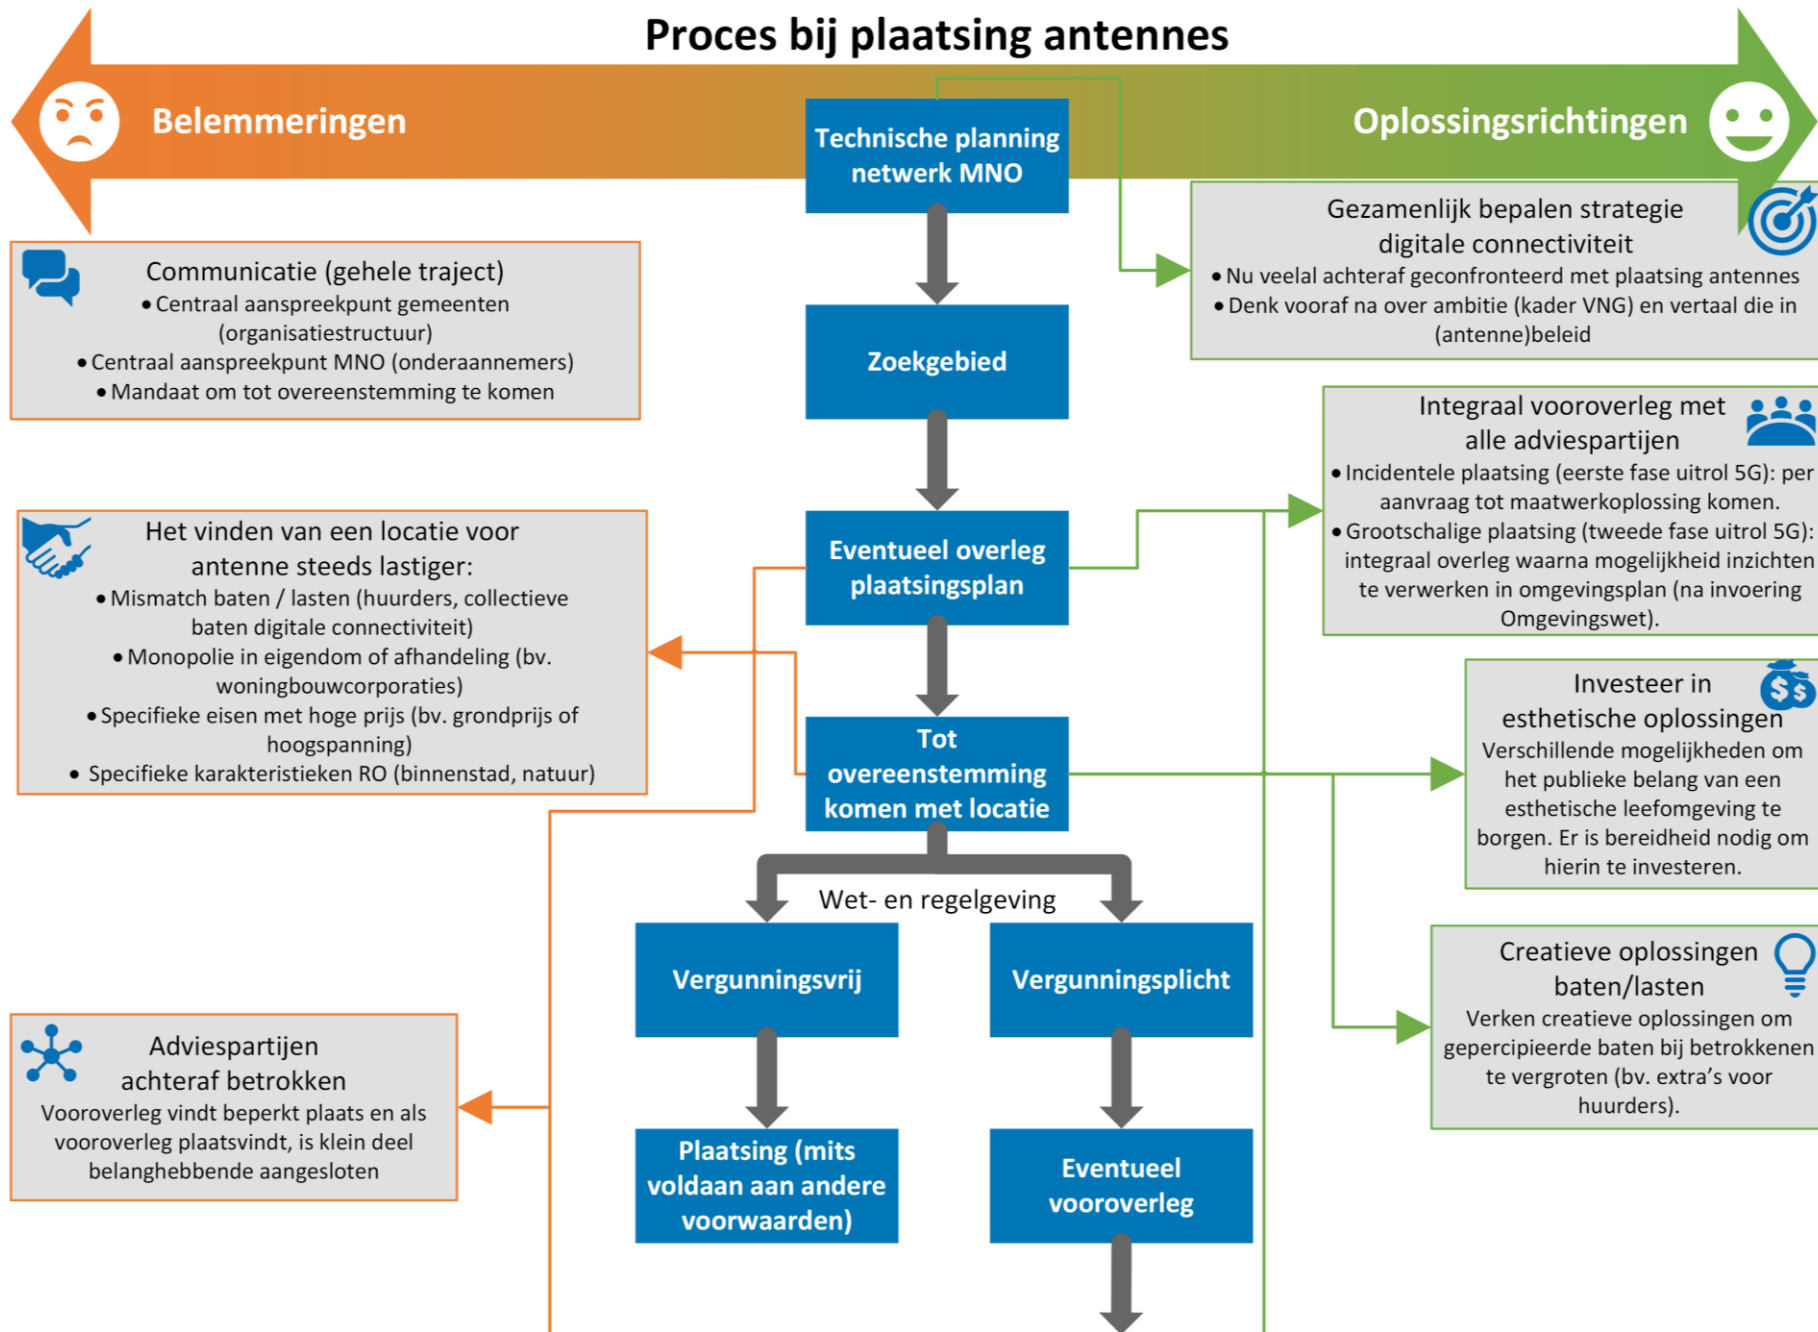 Proces bij plaatsing antennes
Belemmeringen
Oplossingsrichtingen
Technische planning
netwerk MNO
Gezamenlijk bepalen strategie
digitale connectiviteit
• Nu veelal achteraf geconfronteerd met plaatsing antennes
• Denk vooraf na over ambitie (kader VNG) en vertaal die in
(antenne)beleid
Communicatie (gehele traject)
• Centraal aanspreekpunt gemeenten
(organisatiestructuur)
• Centraal aanspreekpunt MNO (onderaannemers)
• Mandaat om tot overeenstemming te komen
Zoekgebied
Integraal vooroverleg met
alle adviespartijen
• Incidentele plaatsing (eerste fase uitrol 5G): per
aanvraag tot maatwerkoplossing komen.
• Grootschalige plaatsing (tweede fase uitrol 5G):
integraal overleg waarna mogelijkheid inzichten
te verwerken in omgevingsplan (na invoering
Omgevingswet).
Het vinden van een locatie voor
antenne steeds lastiger:
• Mismatch baten / lasten (huurders, collectieve
baten digitale connectiviteit)
• Monopolie in eigendom of afhandeling (bv.
woningbouwcorporaties)
• Specifieke eisen met hoge prijs (bv. grondprijs of
hoogspanning)
• Specifieke karakteristieken RO (binnenstad, natuur)
Eventueel overleg
plaatsingsplan
Investeer in
esthetische oplossingen
Verschillende mogelijkheden om
het publieke belang van een
esthetische leefomgeving te
borgen. Er is bereidheid nodig om
hierin te investeren.
$ $
Tot
overeenstemming
komen met locatie
Wet- en regelgeving
Vergunningsvrij
Vergunningsplicht
Creatieve oplossingen
baten/lasten
Verken creatieve oplossingen om
gepercipieerde baten bij betrokkenen
te vergroten (bv. extra's voor
huurders).
Adviespartijen
achteraf betrokken
Vooroverleg vindt beperkt plaats en als
vooroverleg plaatsvindt, is klein deel
belanghebbende aangesloten
Plaatsing (mits
voldaan aan andere
voorwaarden)
Eventueel
vooroverleg